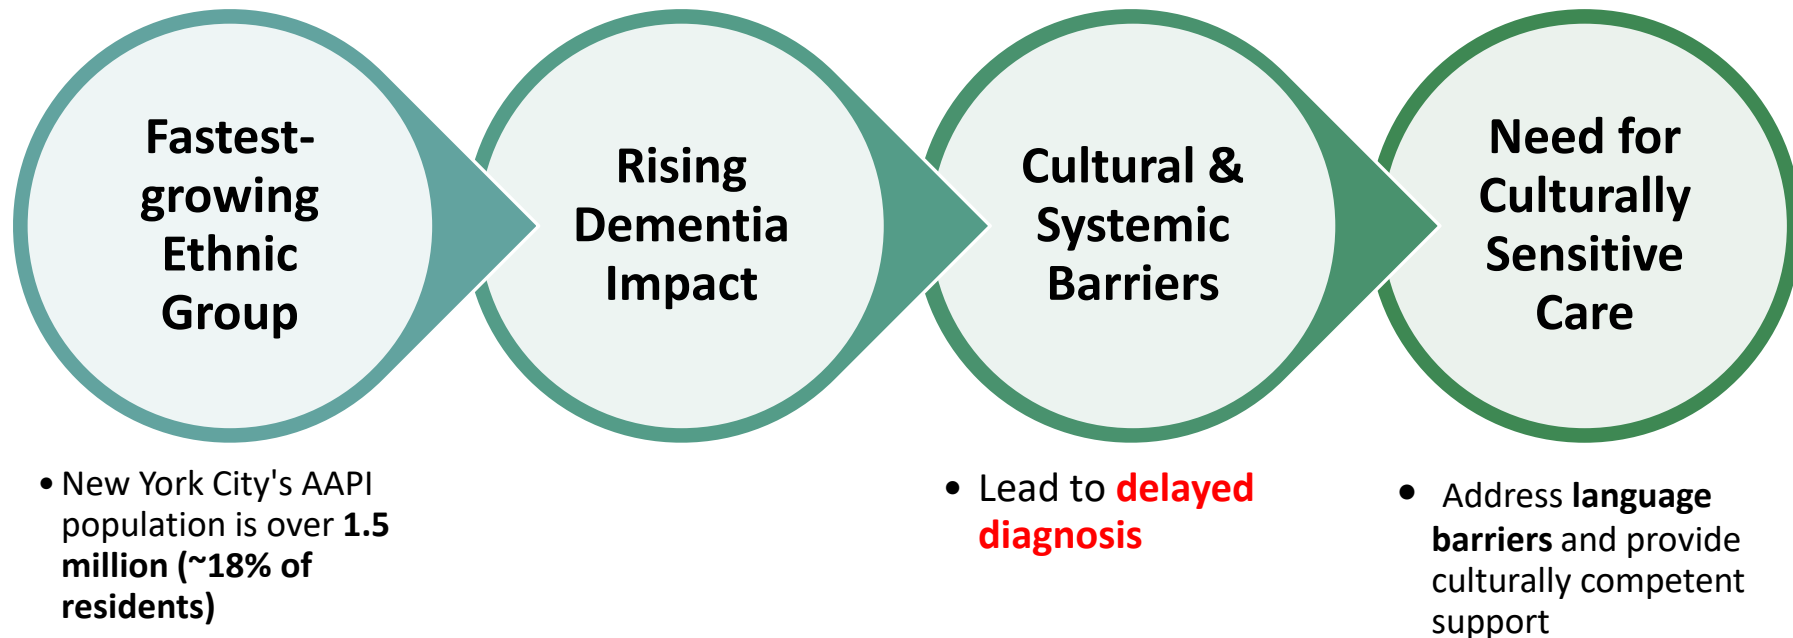 Fastest-
growing
Ethnic
Group
Rising
Dementia
Impact
Cultural &
Systemic
Barriers
Need for
Culturally
Sensitive
Care
• New York City's AAPI
population is over 1.5
million (~18% of
residents)
• Lead to delayed
diagnosis
• Address language
barriers and provide
culturally competent
support